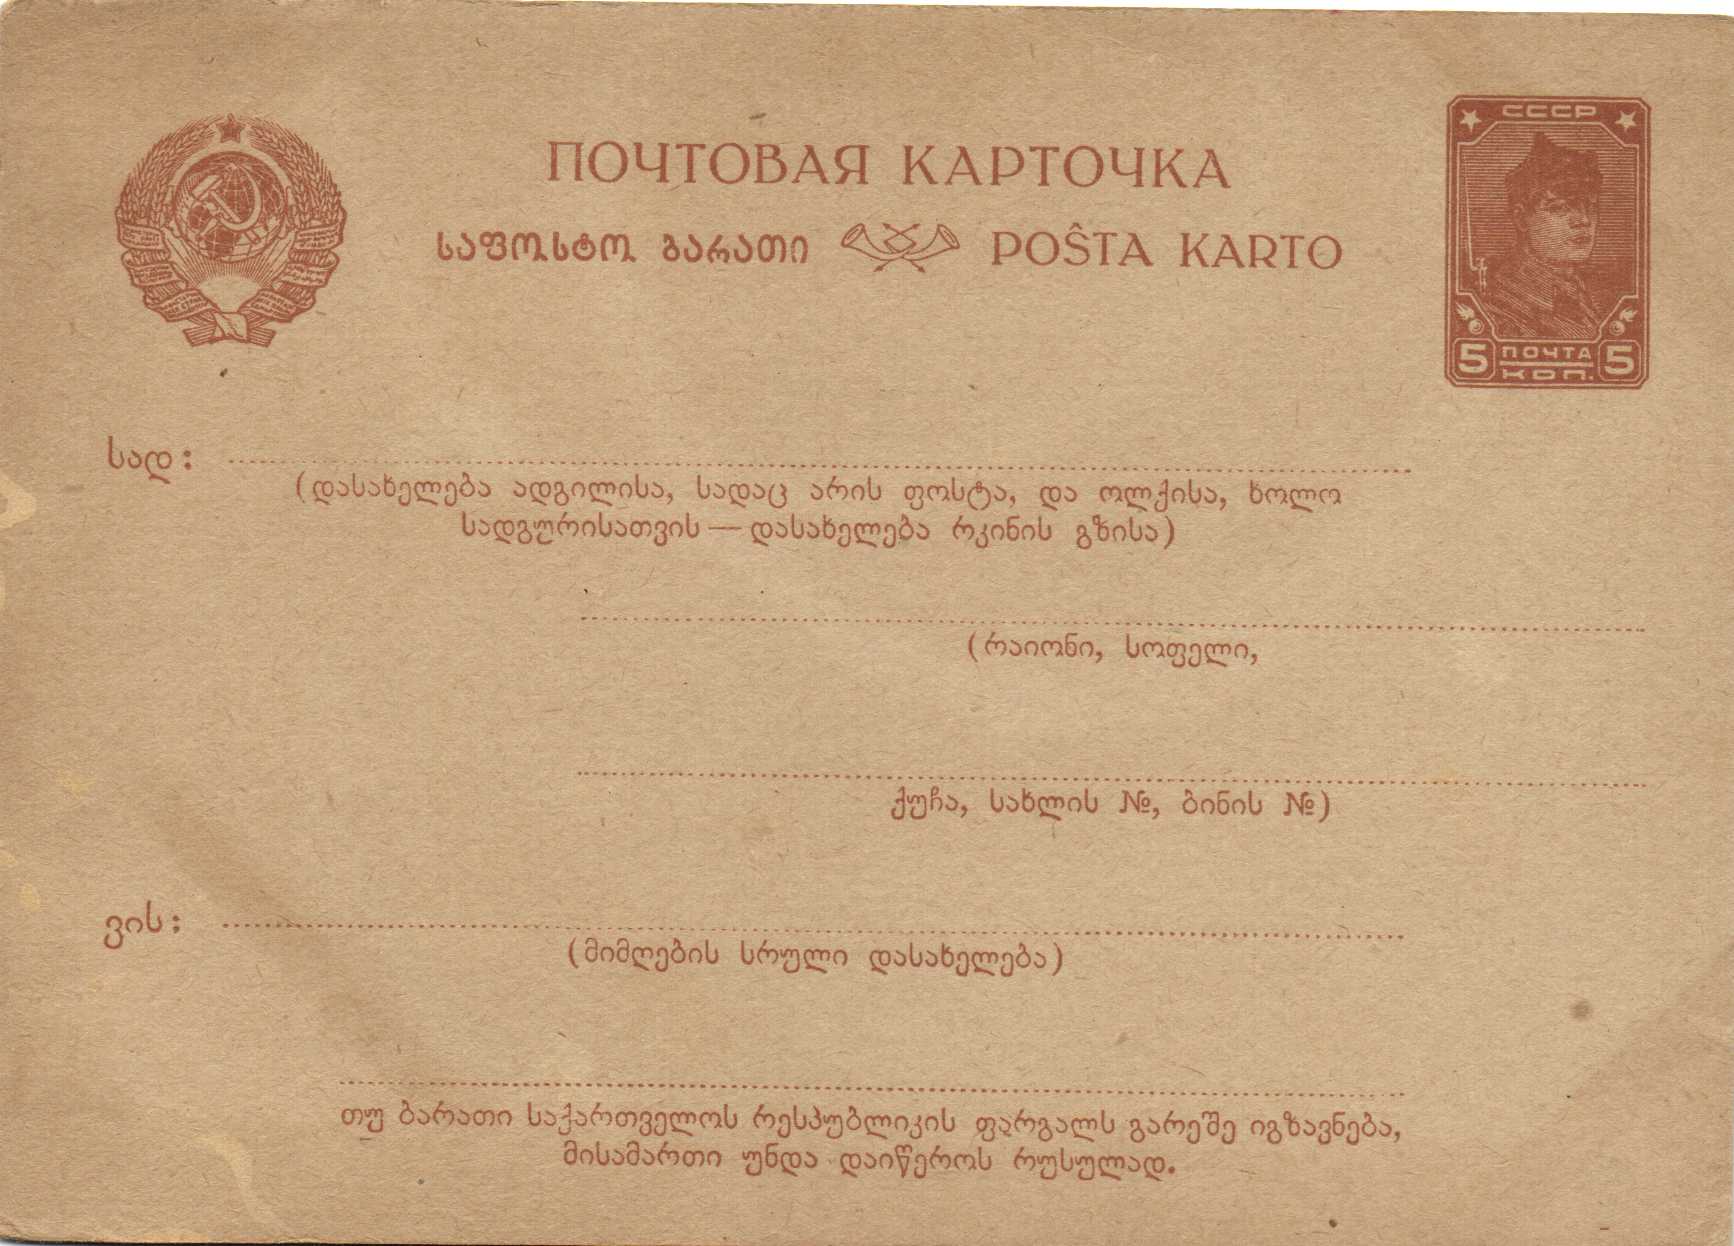 ПОЧТОВАЯ КАРТОЧКА
საფოსტო ბარათი POŜTA KARTO
СССР
5 ПОЧТА 5
КОП.
სად:
(დასახელება ადგილისა, სადაც არის ფოსტა, და ოლქისა, ხოლო
სადგურისათვის — დასახელება რკინის გზისა)
(რაიონი, სოფელი,
ქუჩა, სახლის №, ბინის №)
ვის:
(მიმღების სრული დასახელება)
თუ ბარათი საქართველოს რესპუბლიკის ფარგალს გარეშე იგზავნება,
მისამართი უნდა დაიწეროს რუსულად.